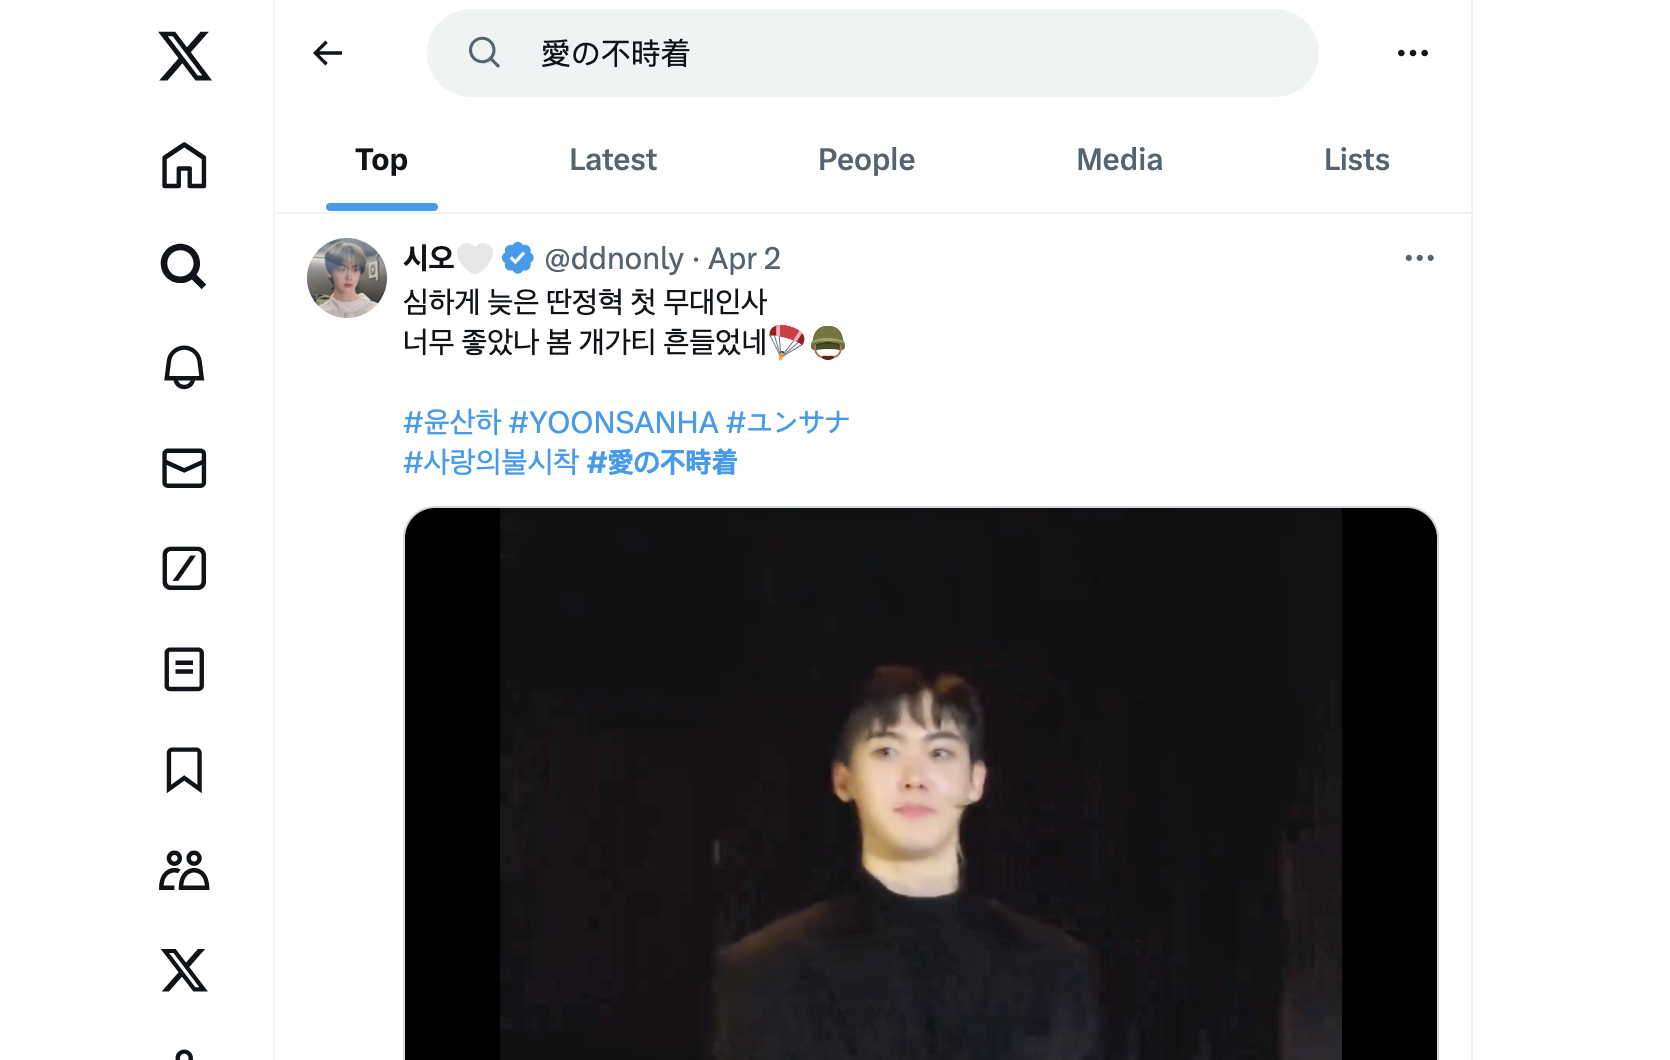 愛の不時着
Top Latest People Media Lists
시오🤍 @ddnonly · Apr 2
심하게 늦은 딴정혁 첫 무대인사
너무 좋았나 봄 개가티 흔들었네🪂🪖
#윤산하 #YOONSANHA #ユンサナ
#사랑의불시착 #愛の不時着